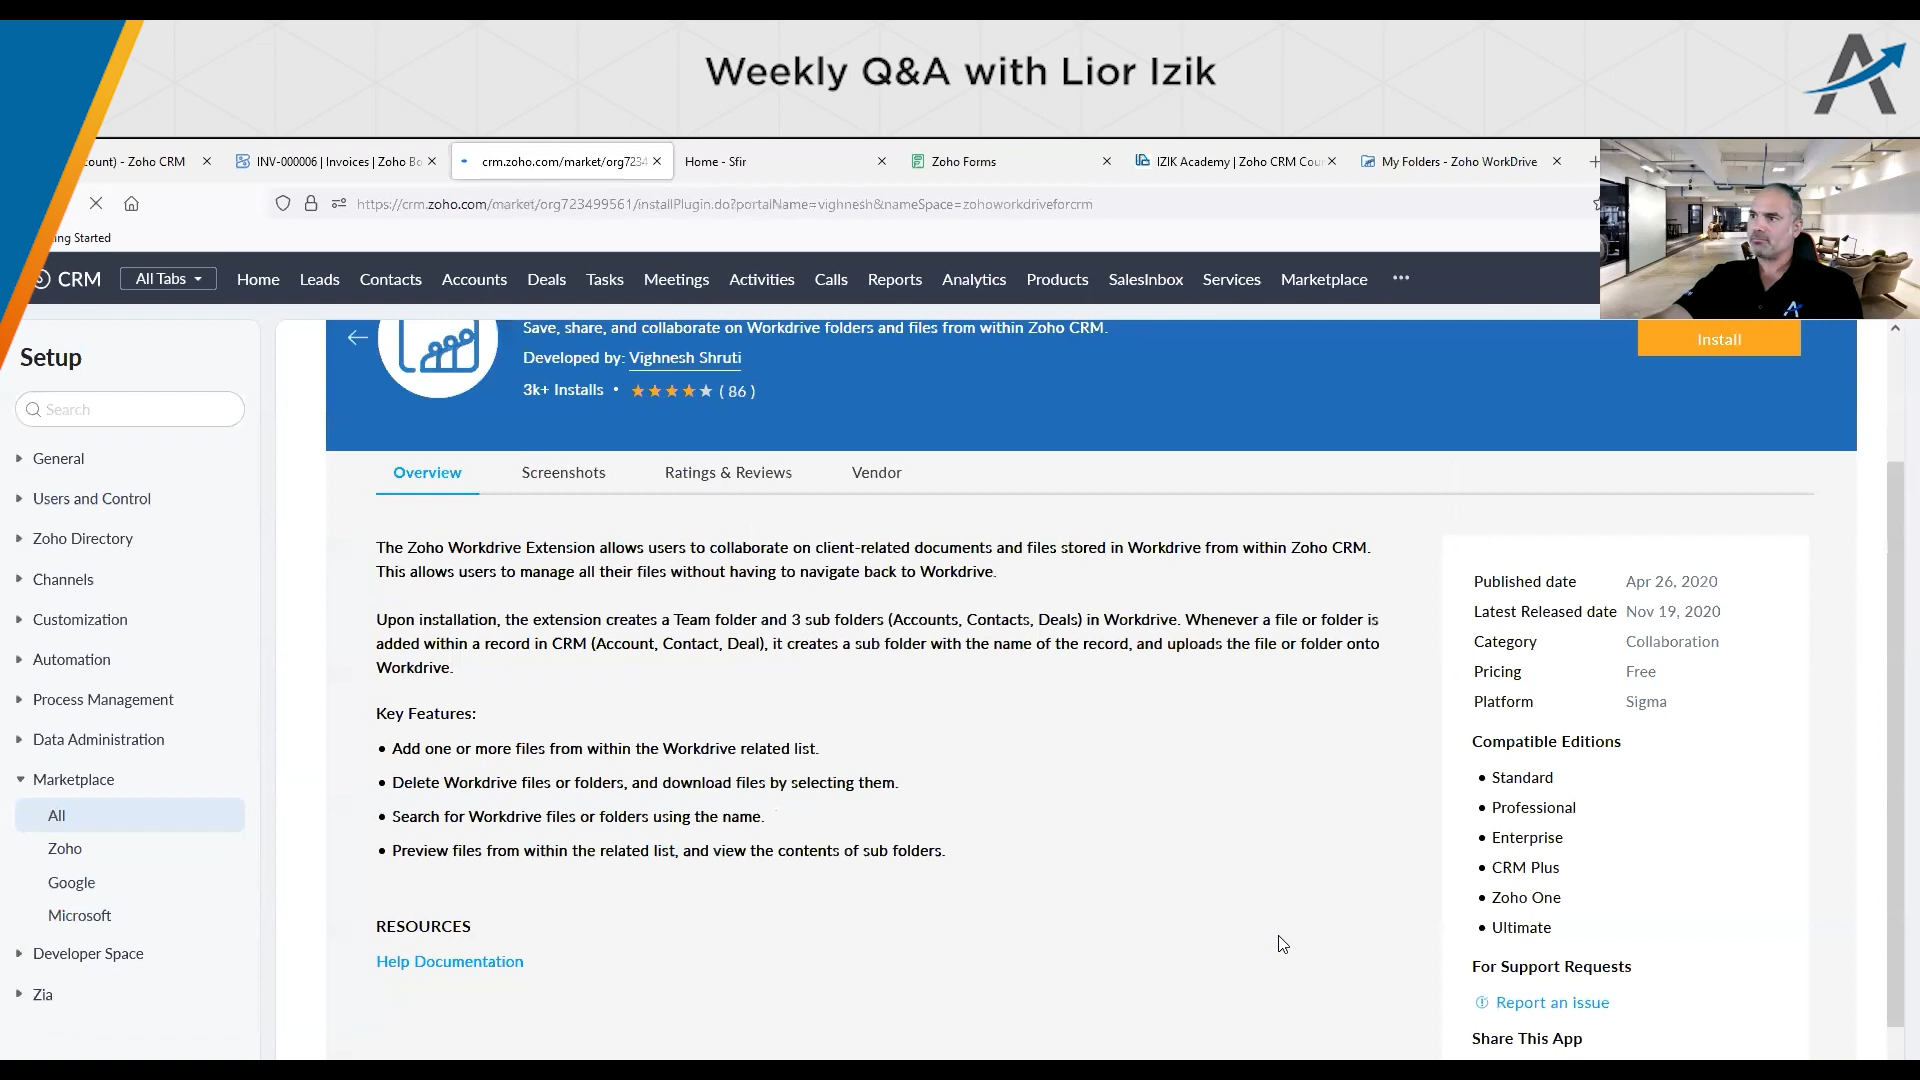 Weekly Q&A with Lior Izik
count) - Zoho CRM
INV-000006 | Invoices | Zoho Bo
crm.zoho.com/market/org7234
Home - Sfir
Zoho Forms
IZIK Academy | Zoho CRM Cour
My Folders - Zoho WorkDrive
https://crm.zoho.com/market/org723499561/installPlugin.do?portalName=vighnesh&nameSpace=zohoworkdriveforcrm
ing Started
CRM
All Tabs
Home
Leads
Contacts
Accounts
Deals
Tasks
Meetings
Activities
Calls
Reports
Analytics
Products
SalesInbox
Services
Marketplace
Setup
Search
General
Users and Control
Zoho Directory
Channels
Customization
Automation
Process Management
Data Administration
Marketplace
All
Zoho
Google
Microsoft
Developer Space
Zia
Save, share, and collaborate on Workdrive folders and files from within Zoho CRM.
Developed by: Vighnesh Shruti
3k+ Installs • ( 86 )
Install
Overview
Screenshots
Ratings & Reviews
Vendor
The Zoho Workdrive Extension allows users to collaborate on client-related documents and files stored in Workdrive from within Zoho CRM.
This allows users to manage all their files without having to navigate back to Workdrive.
Upon installation, the extension creates a Team folder and 3 sub folders (Accounts, Contacts, Deals) in Workdrive. Whenever a file or folder is
added within a record in CRM (Account, Contact, Deal), it creates a sub folder with the name of the record, and uploads the file or folder onto
Workdrive.
Key Features:
• Add one or more files from within the Workdrive related list.
• Delete Workdrive files or folders, and download files by selecting them.
• Search for Workdrive files or folders using the name.
• Preview files from within the related list, and view the contents of sub folders.
RESOURCES
Help Documentation
Published date Apr 26, 2020
Latest Released date Nov 19, 2020
Category Collaboration
Pricing Free
Platform Sigma
Compatible Editions
• Standard
• Professional
• Enterprise
• CRM Plus
• Zoho One
• Ultimate
For Support Requests
Report an issue
Share This App